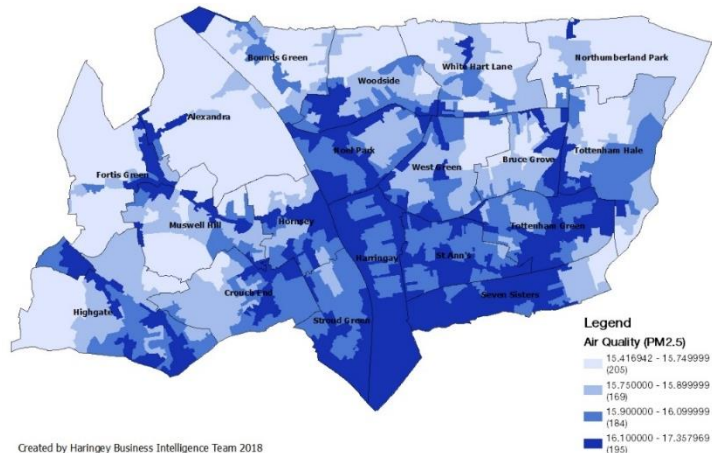 Bounds Green
White Hart Lane
Northumberland Park
Woodside
Alexandra
Noel Park
Fortis Green
West Green
Bruce Grove
Tottenham Hale
Muswell Hill
Hornsey
Tottenham Green
Harringay
St Ann's
Crouch End
Seven Sisters
Highgate
Stroud Green
Legend
Air Quality (PM2.5)
15.416942 - 15.749999
(205)
15.750000 - 15.899999
(169)
15.900000 - 16.099999
(184)
16.100000 - 17.357969
(195)
Created by Haringey Business Intelligence Team 2018